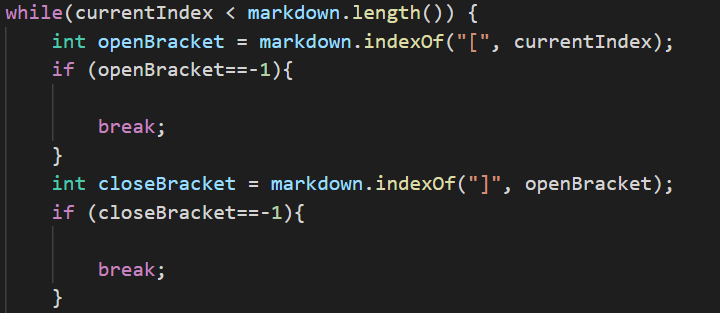 while(currentIndex < markdown.length()) {
    int openBracket = markdown.indexOf("[", currentIndex);
    if (openBracket==-1){
        break;
    }
    int closeBracket = markdown.indexOf("]", openBracket);
    if (closeBracket==-1){
        break;
    }